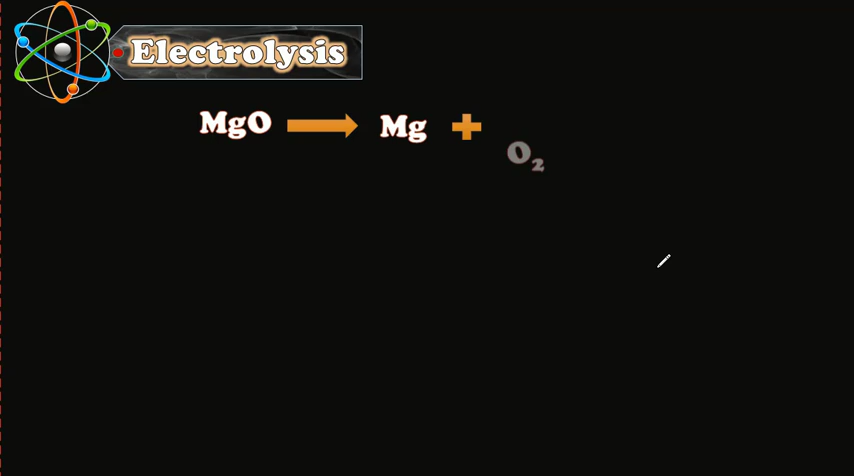 Electrolysis
MgO → Mg + O₂